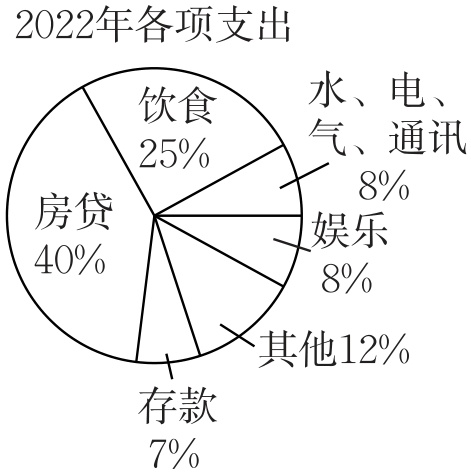 2022年各项支出
饮食
25%
水、电、
气、通讯
8%
房贷
40%
娱乐
8%
其他12%
存款
7%